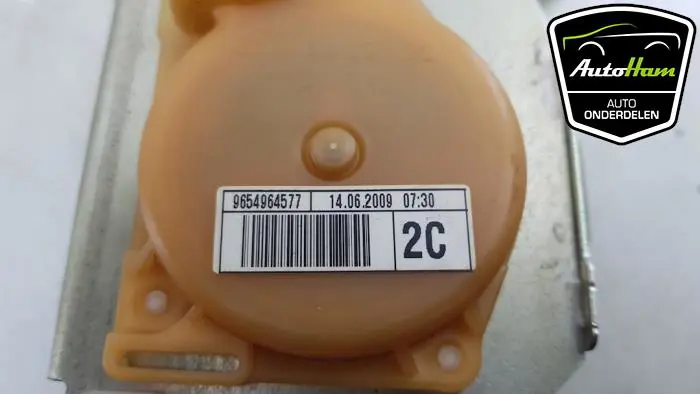 AutoHam
AUTO
ONDERDELEN
9654964577 14.06.2009 07:30
2C